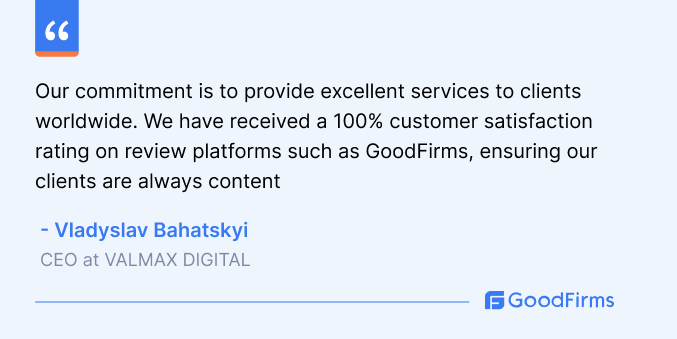 “
Our commitment is to provide excellent services to clients
worldwide. We have received a 100% customer satisfaction
rating on review platforms such as GoodFirms, ensuring our
clients are always content
- Vladyslav Bahatskyi
CEO at VALMAX DIGITAL
GoodFirms